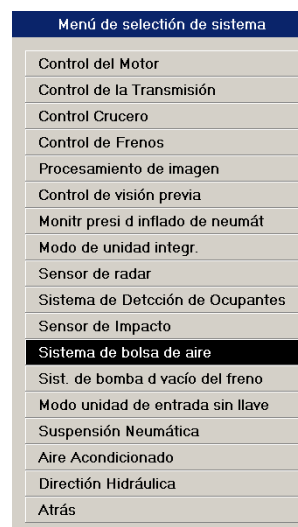 Menú de selectión de sistema
Control del Motor
Control de la Transmisión
Control Crucero
Control de Frenos
Procesamiento de imagen
Control de visión previa
Monitr presi d inflado de neumát
Modo de unidad integr.
Sensor de radar
Sistema de Detcción de Ocupantes
Sensor de Impacto
Sistema de bolsa de aire
Sist. de bomba d vacío del freno
Modo unidad de entrada sin llave
Suspensión Neumática
Aire Acondicionado
Directión Hidráulica
Atrás